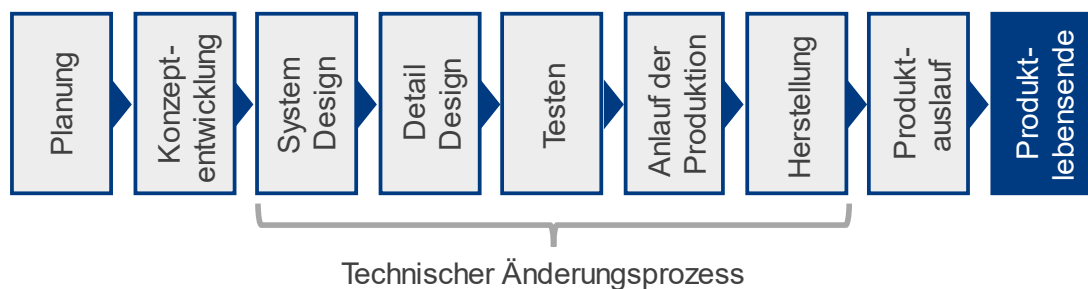 Planung
Konzept-
entwicklung
System
Design
Detail
Design
Testen
Anlauf der
Produktion
Herstellung
Produkt-
auslauf
Produkt-
lebensende
Technischer Änderungsprozess